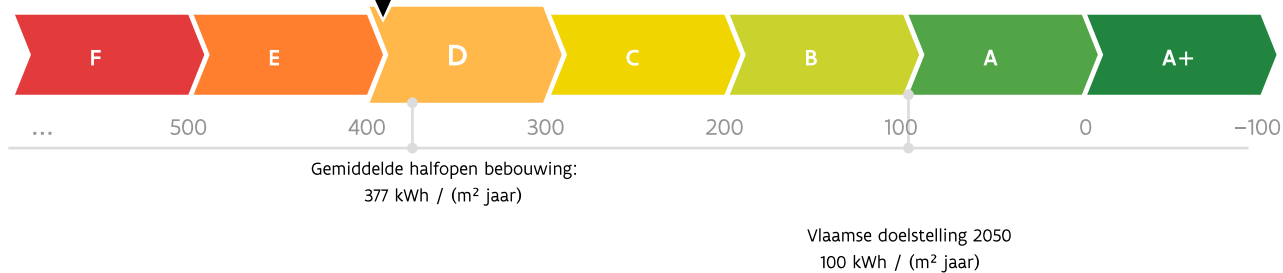 F E D C B A A+
... 500 400 300 200 100 0 −100
Gemiddelde halfopen bebouwing:
377 kWh / (m² jaar)
Vlaamse doelstelling 2050
100 kWh / (m² jaar)